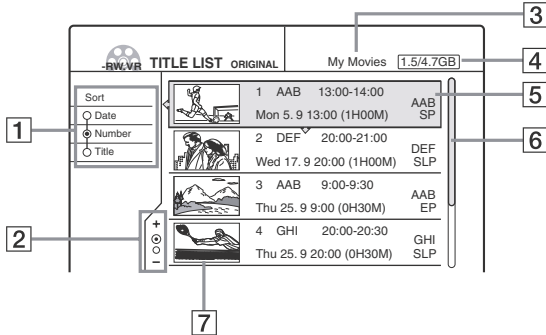 3
-RW.VR TITLE LIST ORIGINAL My Movies 1.5/4.7GB
4
Sort
Date
Number
Title
1
1 AAB 13:00-14:00
Mon 5. 9 13:00 (1H00M)
AAB
SP
5
2 DEF 20:00-21:00
Wed 17. 9 20:00 (1H00M)
DEF
SLP
6
3 AAB 9:00-9:30
Thu 25. 9 9:00 (0H30M)
AAB
EP
2
+
−
4 GHI 20:00-20:30
Thu 25. 9 20:00 (0H30M)
GHI
SLP
7